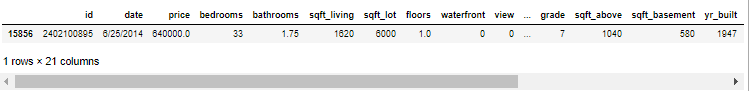 id date price bedrooms bathrooms sqft_living sqft_lot floors waterfront view ... grade sqft_above sqft_basement yr_built
15856 2402100895 6/25/2014 640000.0 33 1.75 1620 6000 1.0 0 0 ... 7 1040 580 1947
1 rows × 21 columns